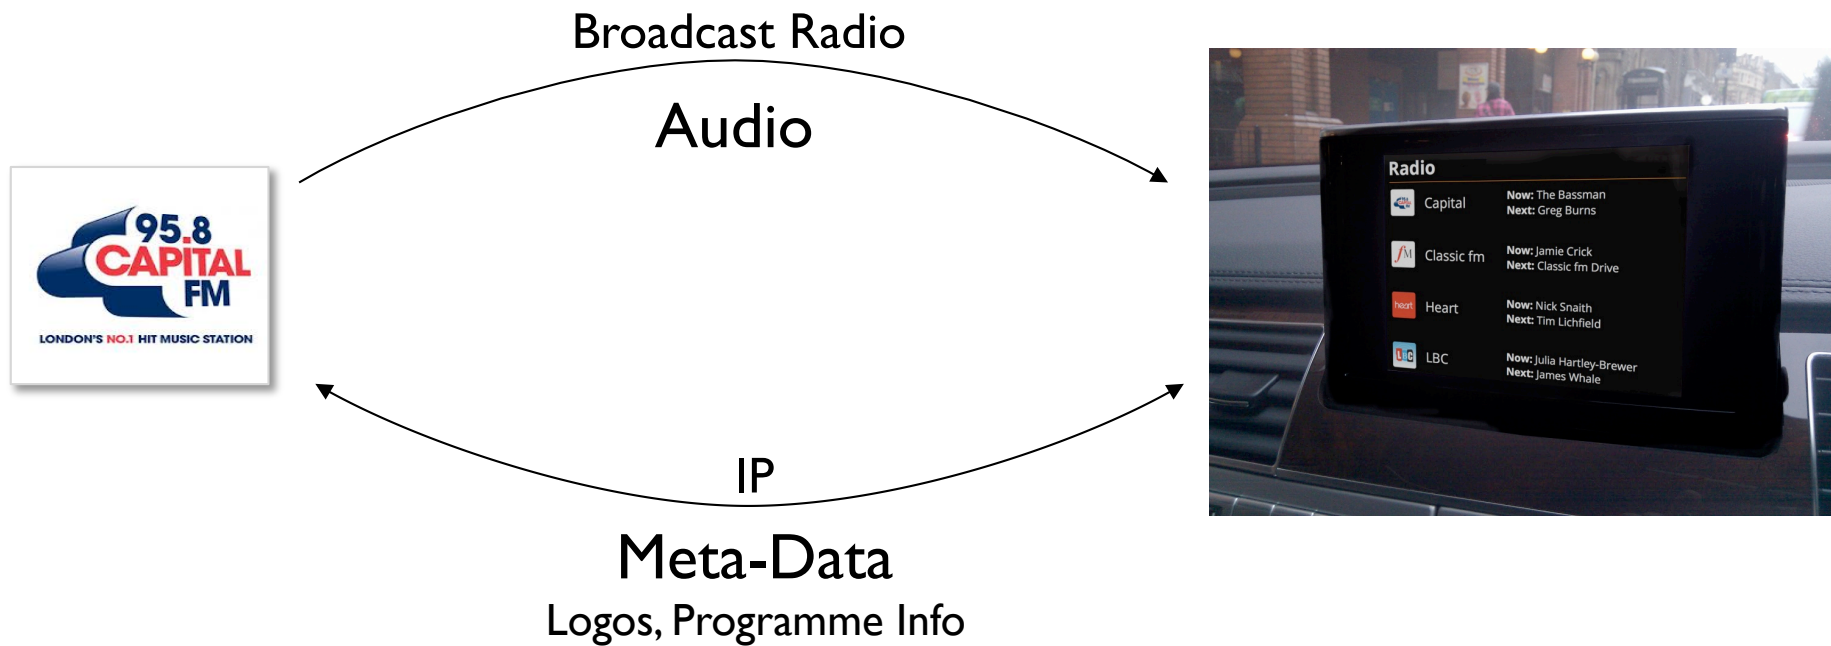 Broadcast Radio
Audio
95.8
CAPITAL
FM
LONDON'S NO.1 HIT MUSIC STATION
Radio
Capital
Now: The Bassman
Next: Greg Burns
Classic fm
Now: Jamie Crick
Next: Classic fm Drive
heart
Heart
Now: Nick Snaith
Next: Tim Lichfield
LBC
LBC
Now: Julia Hartley-Brewer
Next: James Whale
IP
Meta-Data
Logos, Programme Info